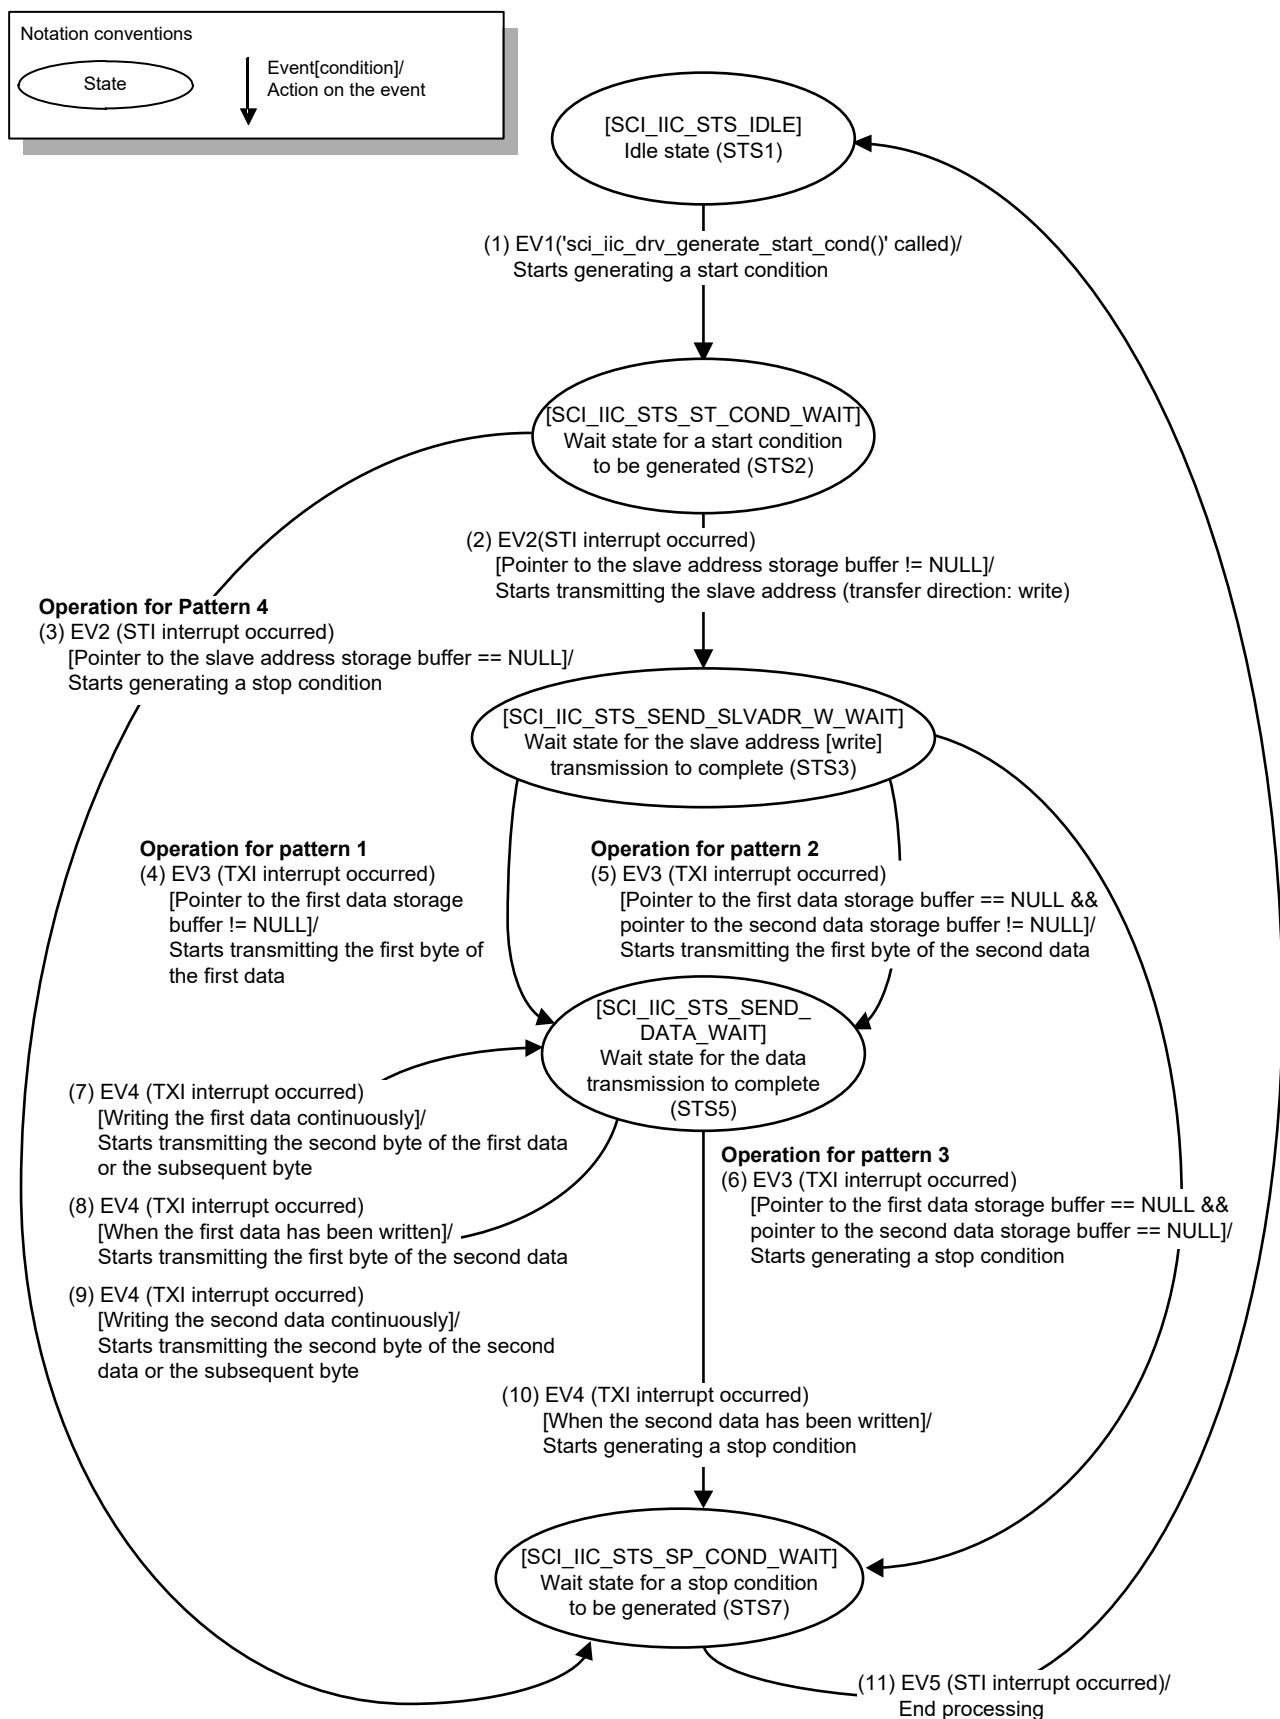 Notation conventions
State
Event[condition]/
Action on the event
[SCI_IIC_STS_IDLE]
Idle state (STS1)
(1) EV1('sci_iic_drv_generate_start_cond()' called)/
Starts generating a start condition
[SCI_IIC_STS_ST_COND_WAIT]
Wait state for a start condition
to be generated (STS2)
(2) EV2(STI interrupt occurred)
[Pointer to the slave address storage buffer != NULL]/
Starts transmitting the slave address (transfer direction: write)
Operation for Pattern 4
(3) EV2 (STI interrupt occurred)
[Pointer to the slave address storage buffer == NULL]/
Starts generating a stop condition
[SCI_IIC_STS_SEND_SLVADR_W_WAIT]
Wait state for the slave address [write]
transmission to complete (STS3)
Operation for pattern 1
(4) EV3 (TXI interrupt occurred)
[Pointer to the first data storage
buffer != NULL]/
Starts transmitting the first byte of
the first data
Operation for pattern 2
(5) EV3 (TXI interrupt occurred)
[Pointer to the first data storage buffer == NULL &&
pointer to the second data storage buffer != NULL]/
Starts transmitting the first byte of the second data
[SCI_IIC_STS_SEND_
DATA_WAIT]
Wait state for the data
transmission to complete
(STS5)
(7) EV4 (TXI interrupt occurred)
[Writing the first data continuously]/
Starts transmitting the second byte of the first data
or the subsequent byte
(8) EV4 (TXI interrupt occurred)
[When the first data has been written]/
Starts transmitting the first byte of the second data
(9) EV4 (TXI interrupt occurred)
[Writing the second data continuously]/
Starts transmitting the second byte of the second
data or the subsequent byte
Operation for pattern 3
(6) EV3 (TXI interrupt occurred)
[Pointer to the first data storage buffer == NULL &&
pointer to the second data storage buffer == NULL]/
Starts generating a stop condition
(10) EV4 (TXI interrupt occurred)
[When the second data has been written]/
Starts generating a stop condition
[SCI_IIC_STS_SP_COND_WAIT]
Wait state for a stop condition
to be generated (STS7)
(11) EV5 (STI interrupt occurred)/
End processing